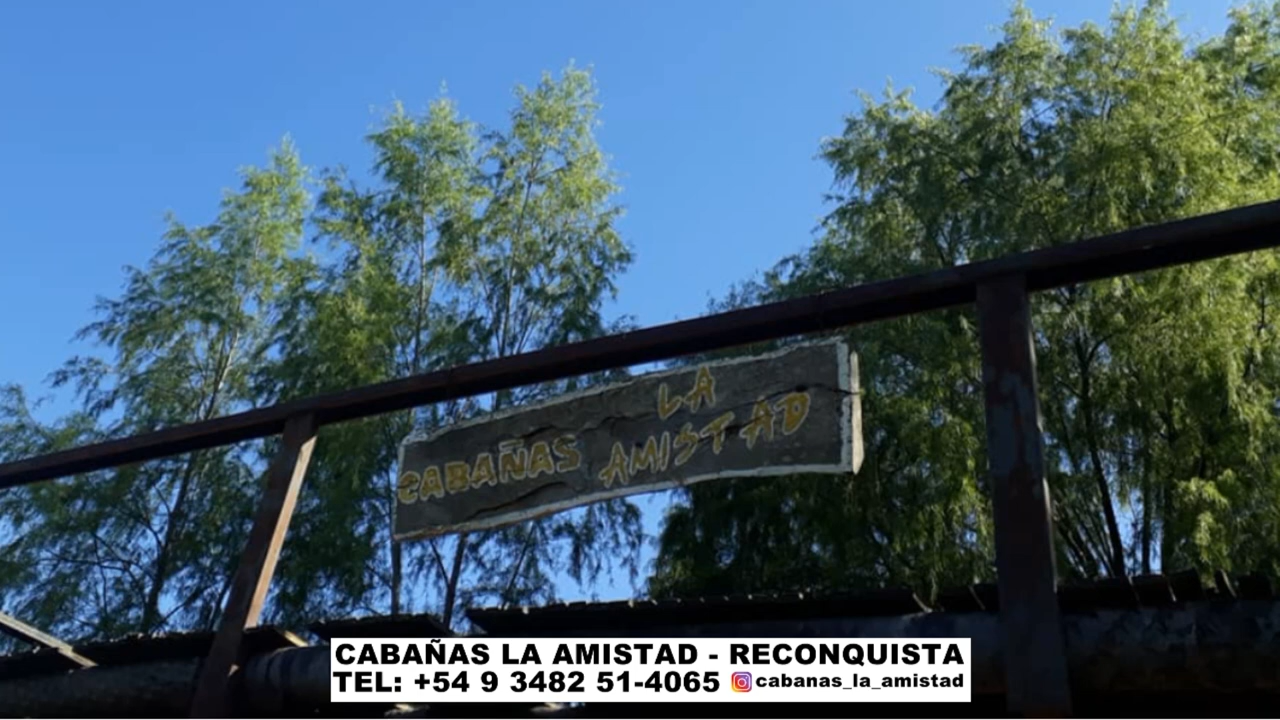 LA
CABAÑAS AMISTAD
CABAÑAS LA AMISTAD - RECONQUISTA
TEL: +54 9 3482 51-4065 cabanas_la_amistad